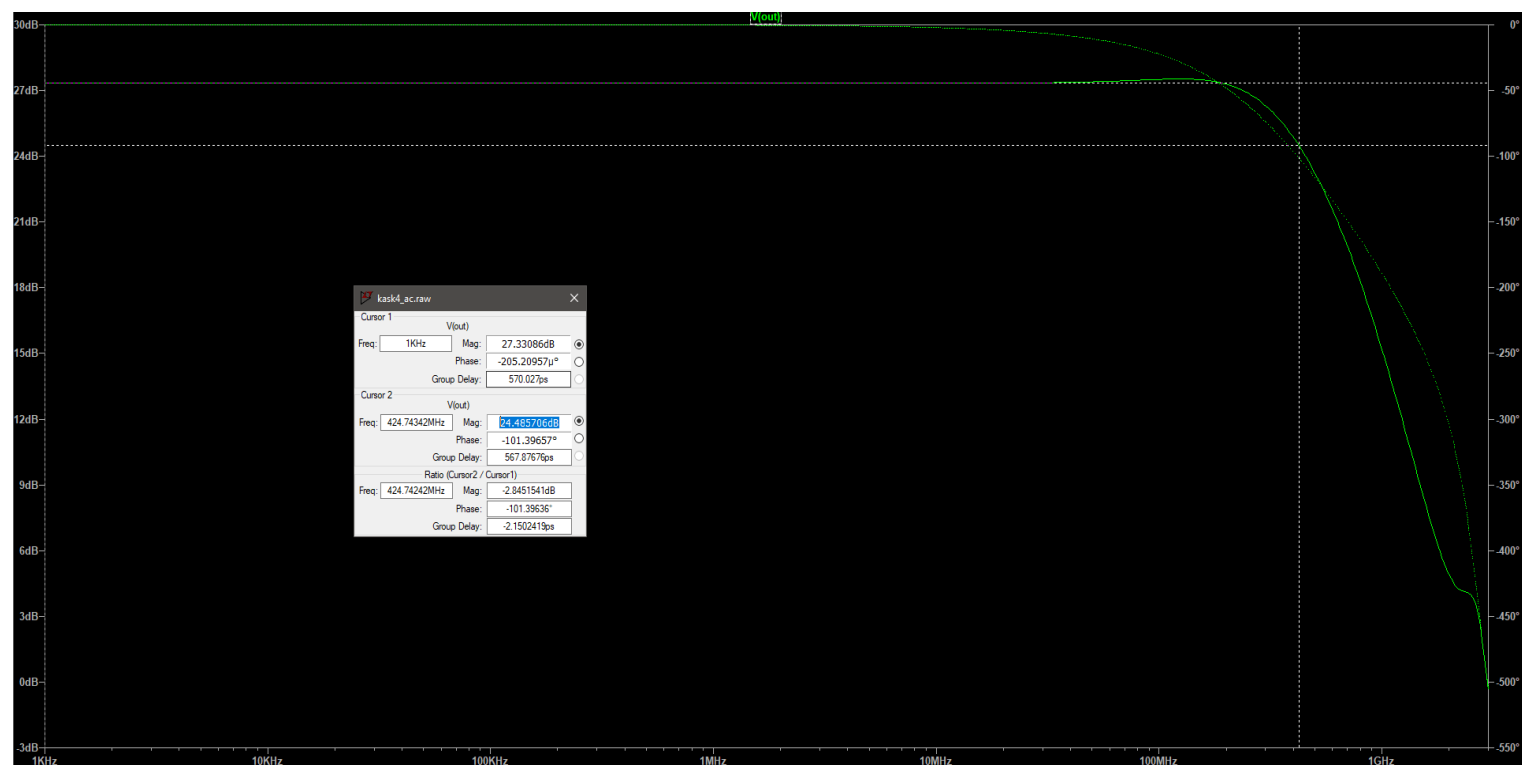 V(out)
30dB
27dB
24dB
21dB
18dB
15dB
12dB
9dB
6dB
3dB
0dB
-3dB
0°
-50°
-100°
-150°
-200°
-250°
-300°
-350°
-400°
-450°
-500°
-550°
1KHz 10KHz 100KHz 1MHz 10MHz 100MHz 1GHz
kask4_ac.raw
Cursor 1
V(out)
Freq: 1KHz Mag: 27.33086dB
Phase: -205.20957µ°
Group Delay: 570.027ps
Cursor 2
V(out)
Freq: 424.74342MHz Mag: 24.485706dB
Phase: -101.39657°
Group Delay: 567.87676ps
Ratio (Cursor2 / Cursor1)
Freq: 424.74242MHz Mag: -2.8451541dB
Phase: -101.39636°
Group Delay: -2.1502419ps